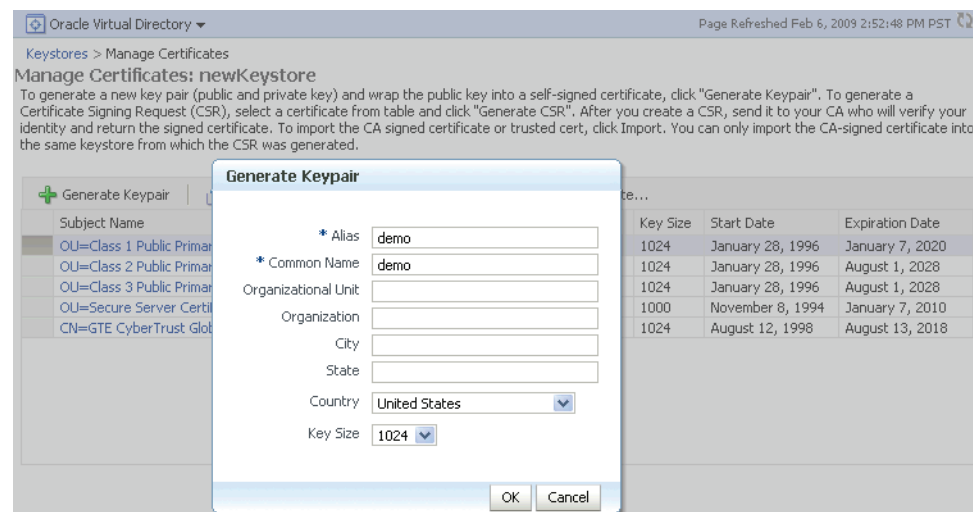 Oracle Virtual Directory
Page Refreshed Feb 6, 2009 2:52:48 PM PST
Keystores > Manage Certificates
Manage Certificates: newKeystore
To generate a new key pair (public and private key) and wrap the public key into a self-signed certificate, click "Generate Keypair". To generate a
Certificate Signing Request (CSR), select a certificate from table and click "Generate CSR". After you create a CSR, send it to your CA who will verify your
identity and return the signed certificate. To import the CA signed certificate or trusted cert, click Import. You can only import the CA-signed certificate into
the same keystore from which the CSR was generated.
Generate Keypair
Subject Name Key Size Start Date Expiration Date
OU=Class 1 Public Primar 1024 January 28, 1996 January 7, 2020
OU=Class 2 Public Primar 1024 January 28, 1996 August 1, 2028
OU=Class 3 Public Primar 1024 January 28, 1996 August 1, 2028
OU=Secure Server Certif 1000 November 8, 1994 January 7, 2010
CN=GTE CyberTrust Glob 1024 August 12, 1998 August 13, 2018
Generate Keypair
* Alias demo
* Common Name demo
Organizational Unit
Organization
City
State
Country United States
Key Size 1024
OK Cancel